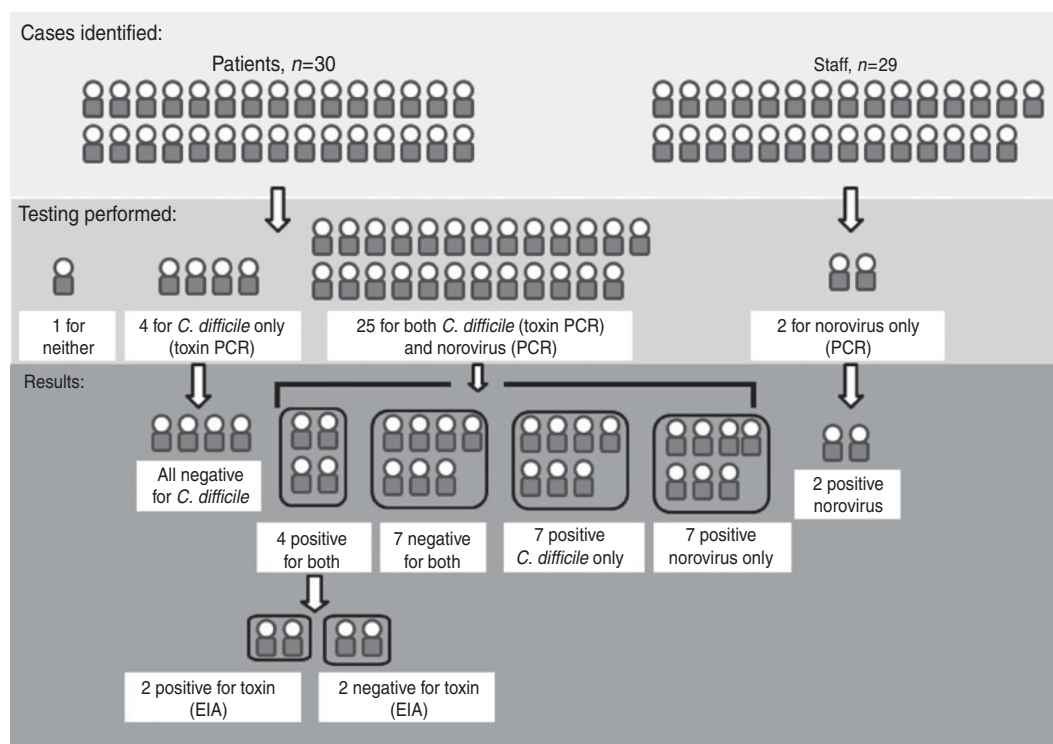 Cases identified:
Patients, n=30
Staff, n=29
Testing performed:
1 for
neither
4 for C. difficile only
(toxin PCR)
25 for both C. difficile (toxin PCR)
and norovirus (PCR)
2 for norovirus only
(PCR)
Results:
All negative
for C. difficile
4 positive
for both
7 negative
for both
7 positive
C. difficile only
7 positive
norovirus only
2 positive
norovirus
2 positive for toxin
(EIA)
2 negative for toxin
(EIA)